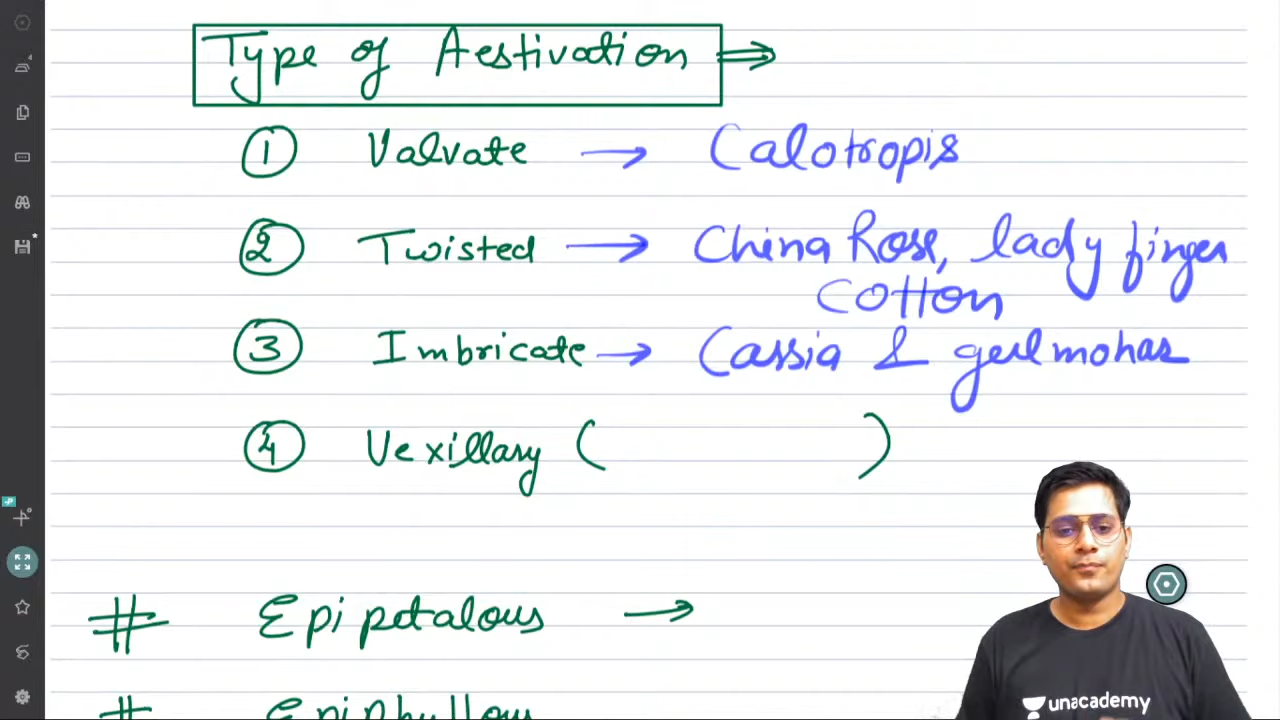 Type of Aestivation ⇒
① Valvate → Calotropis
② Twisted → China Rose, lady finger
Cotton
③ Imbricate → Cassia & gulmohar
④ Vexillary ( )
# Epipetalous →
# Epiphyllous
unacademy